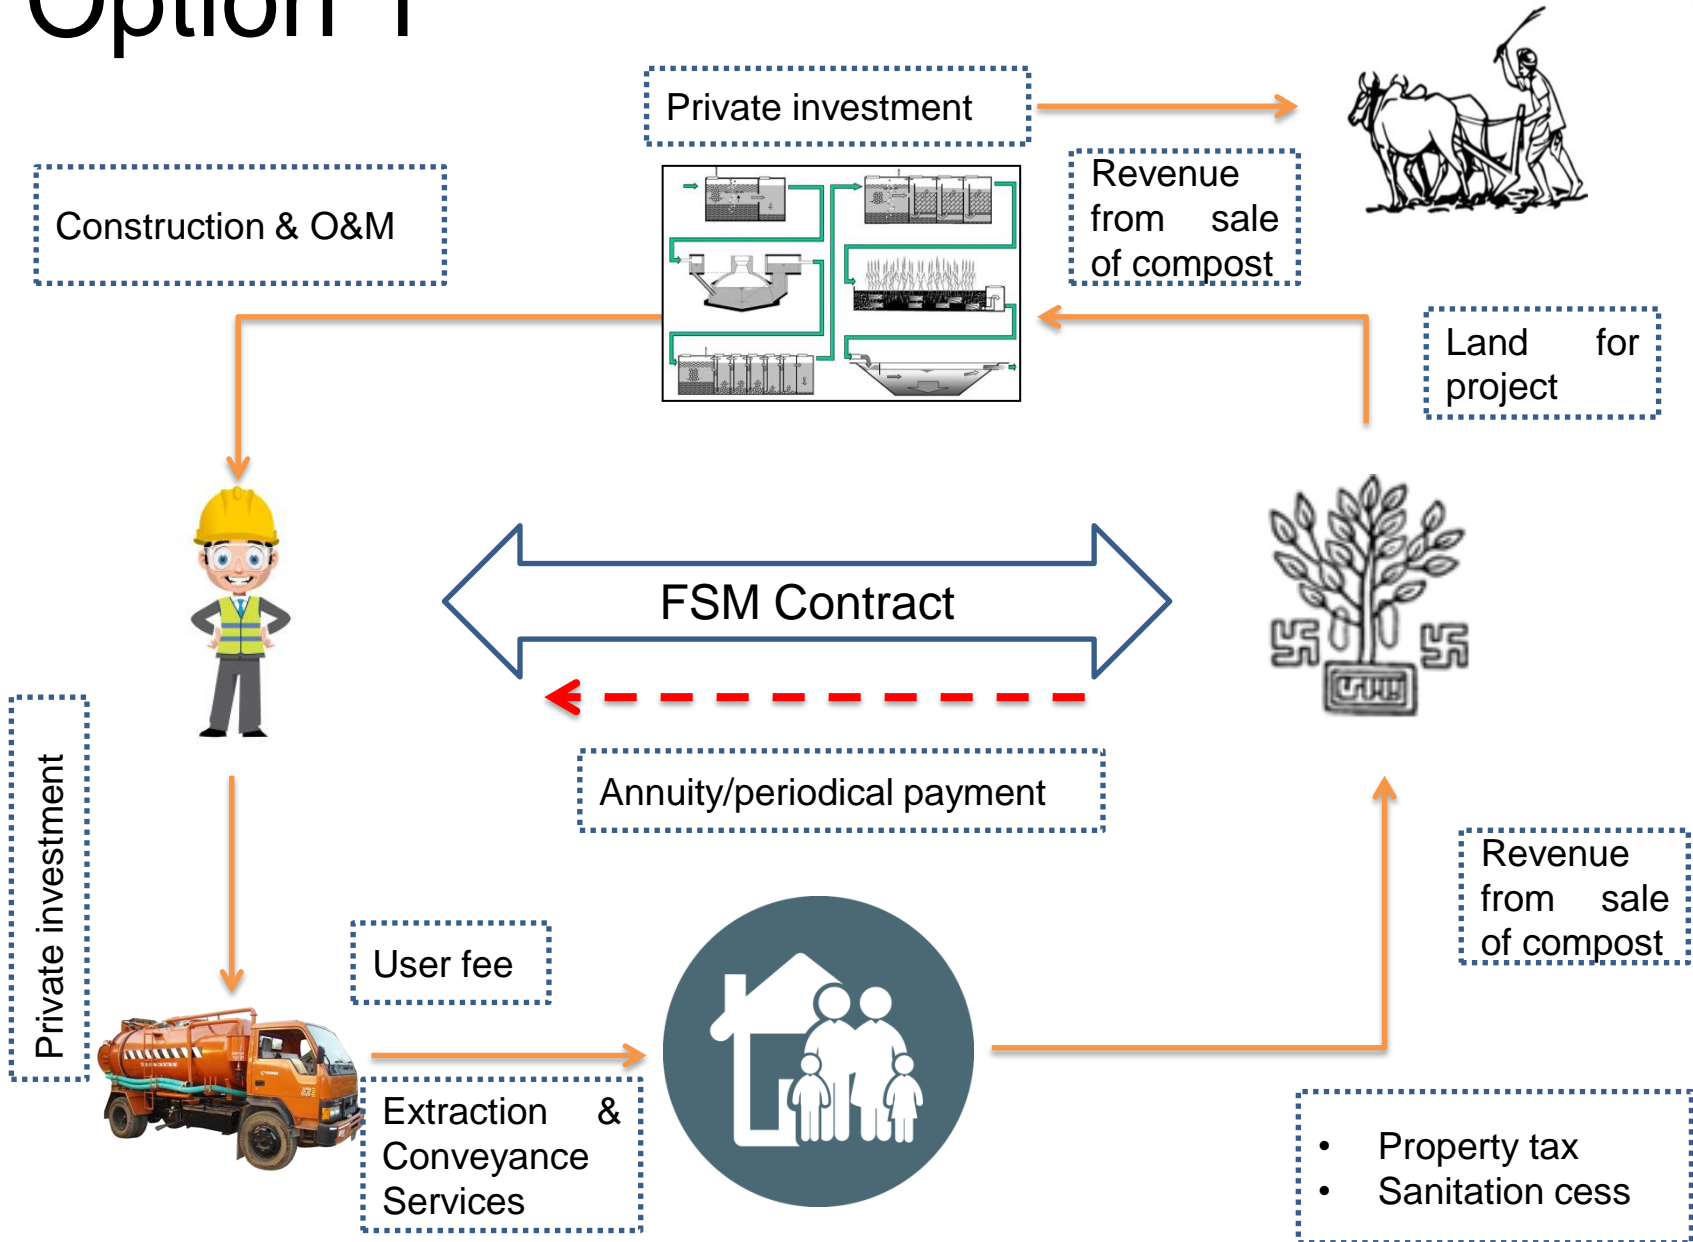 Option 1
Private investment
Construction & O&M
Revenue
from sale
of compost
Land for
project
FSM Contract
Annuity/periodical payment
Private investment
User fee
Revenue
from sale
of compost
Extraction &
Conveyance
Services
• Property tax
• Sanitation cess